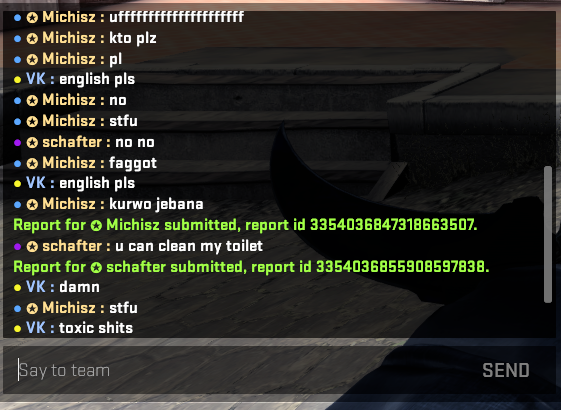 Michisz : uffffffffffffffffffff
Michisz : kto plz
Michisz : pl
VK : english pls
Michisz : no
Michisz : stfu
schafter : no no
Michisz : faggot
VK : english pls
Michisz : kurwo jebana
Report for Michisz submitted, report id 3354036847318663507.
schafter : u can clean my toilet
Report for schafter submitted, report id 3354036855908597838.
VK : damn
Michisz : stfu
VK : toxic shits
Say to team
SEND